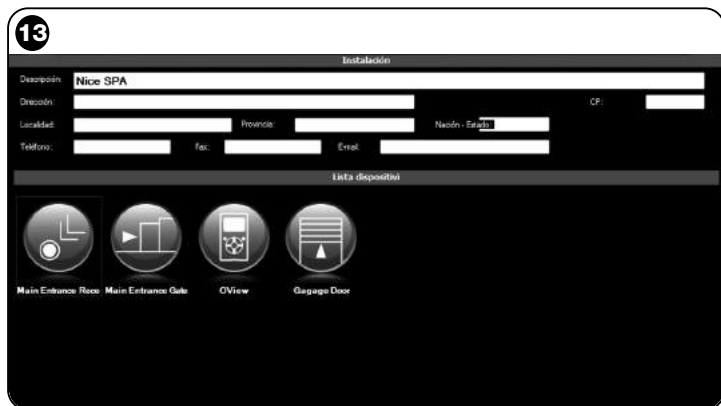 13
Instalación
Descripción: Nice SPA
Dirección: CP:
Localidad: Provincia: Nación - Estado:
Teléfono: Fax: E-mail:
Lista dispositivi
Main Entrance Rece Main Entrance Gate OView Gagage Door